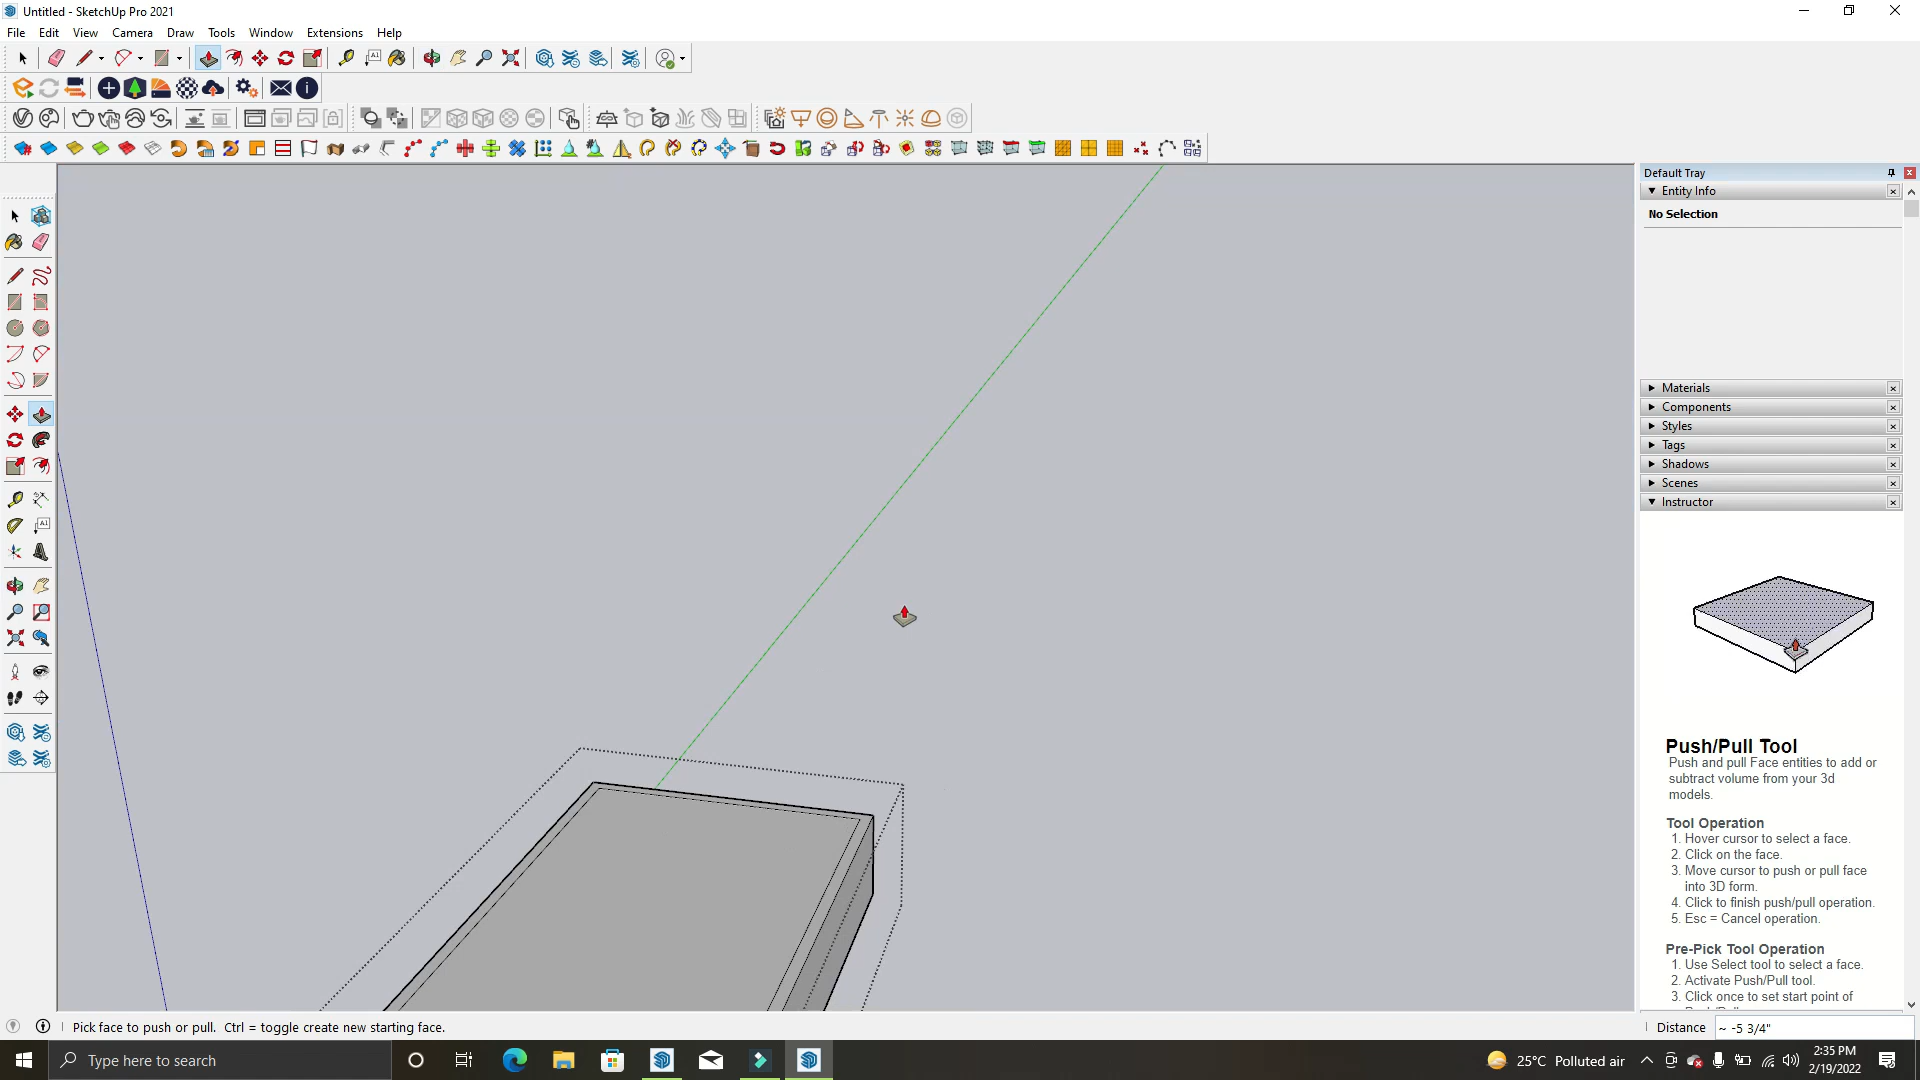 Untitled - SketchUp Pro 2021
File Edit View Camera Tools Draw Window Extensions Help
Default Tray
Entity Info
No Selection
Materials
Components
Styles
Tags
Shadows
Scenes
Instructor
Push/Pull Tool
Push and pull Face entities to add or
subtract volume from your 3d
models.
Tool Operation
1. Hover cursor to select a face.
2. Click on the face.
3. Move cursor to push or pull face
into 3D form.
4. Click to finish push/pull operation.
5. Esc = Cancel operation.
Pre-Pick Tool Operation
1. Use Select tool to select a face.
2. Activate Push/Pull tool.
3. Click once to set start point of
Pick face to push or pull. Ctrl = toggle create new starting face.
Distance ~ -5 3/4"
Type here to search
25°C Polluted air
2:35 PM
2/19/2022